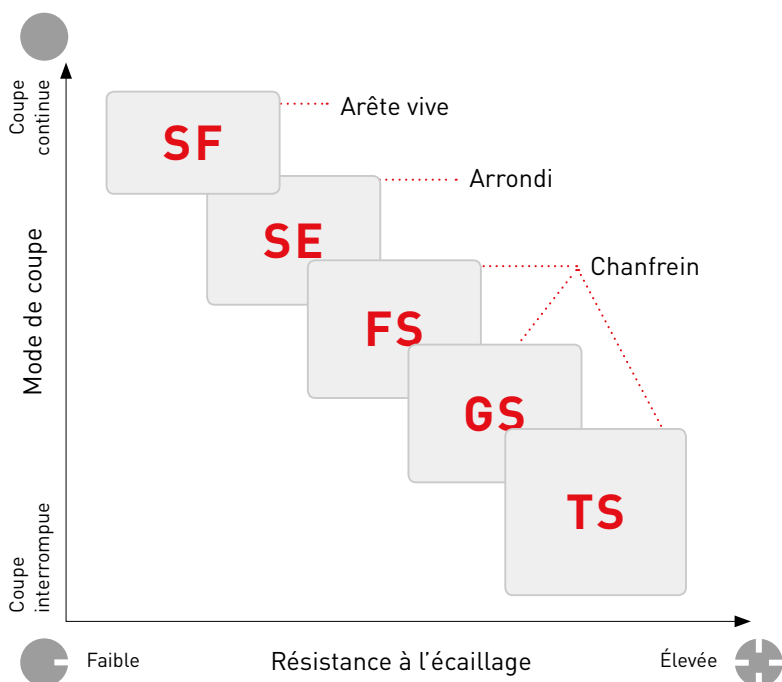 Coupe
continue
SF
Arête vive
Arrondi
SE
Chanfrein
FS
Mode de coupe
GS
TS
Coupe
interrompue
Faible
Résistance à l’écaillage
Élevée